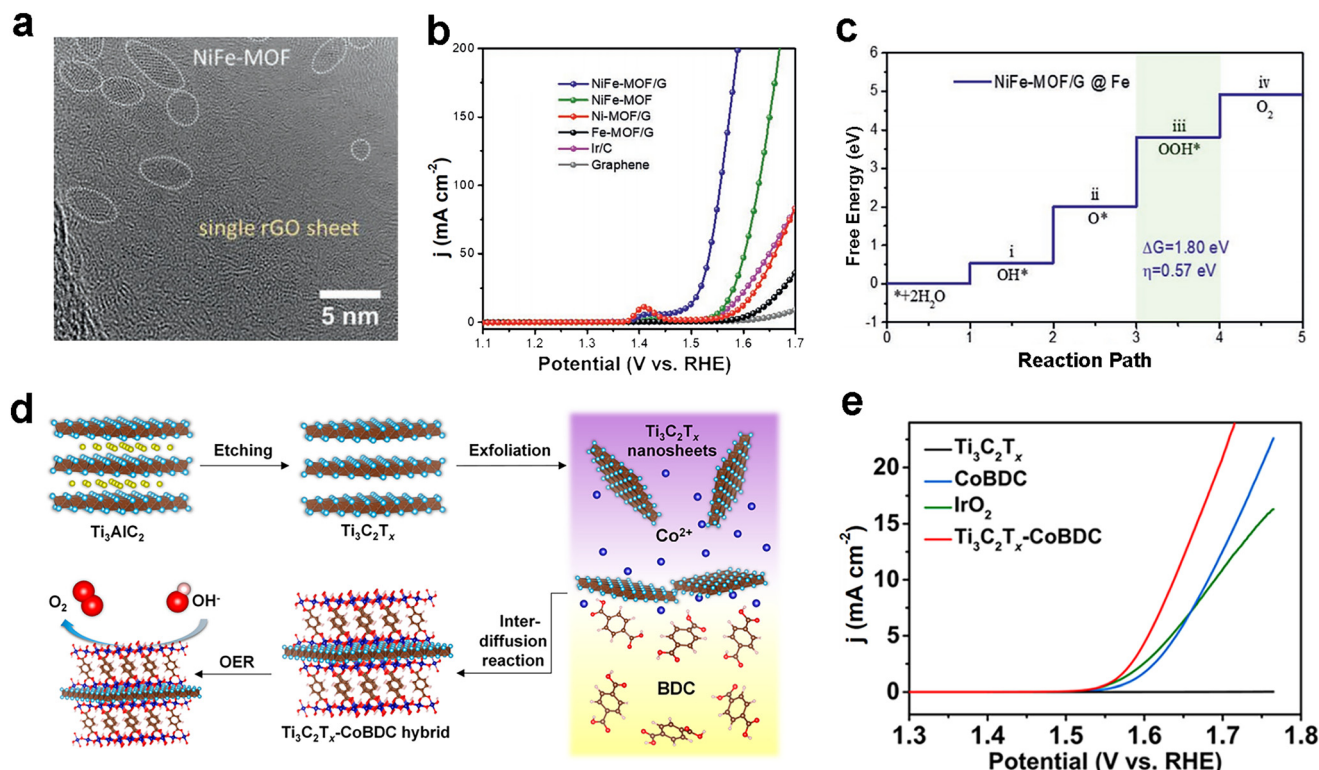 a
NiFe-MOF
single rGO sheet
5 nm
b
200
150
100
50
0
j (mA cm⁻²)
NiFe-MOF/G
NiFe-MOF
Ni-MOF/G
Fe-MOF/G
Ir/C
Graphene
1.1 1.2 1.3 1.4 1.5 1.6 1.7
Potential (V vs. RHE)
c
6
5
4
3
2
1
0
-1
Free Energy (eV)
NiFe-MOF/G @ Fe
*+2H₂O
i
OH*
ii
O*
iii
OOH*
iv
O₂
ΔG=1.80 eV
η=0.57 eV
0 1 2 3 4 5
Reaction Path
d
Ti₃AlC₂
Etching
Ti₃C₂Tₓ
Exfoliation
Ti₃C₂Tₓ
nanosheets
Co²⁺
BDC
Inter-
diffusion
reaction
Ti₃C₂Tₓ-CoBDC hybrid
OER
O₂
OH⁻
e
20
15
10
5
0
j (mA cm⁻²)
Ti₃C₂Tₓ
CoBDC
IrO₂
Ti₃C₂Tₓ-CoBDC
1.3 1.4 1.5 1.6 1.7 1.8
Potential (V vs. RHE)